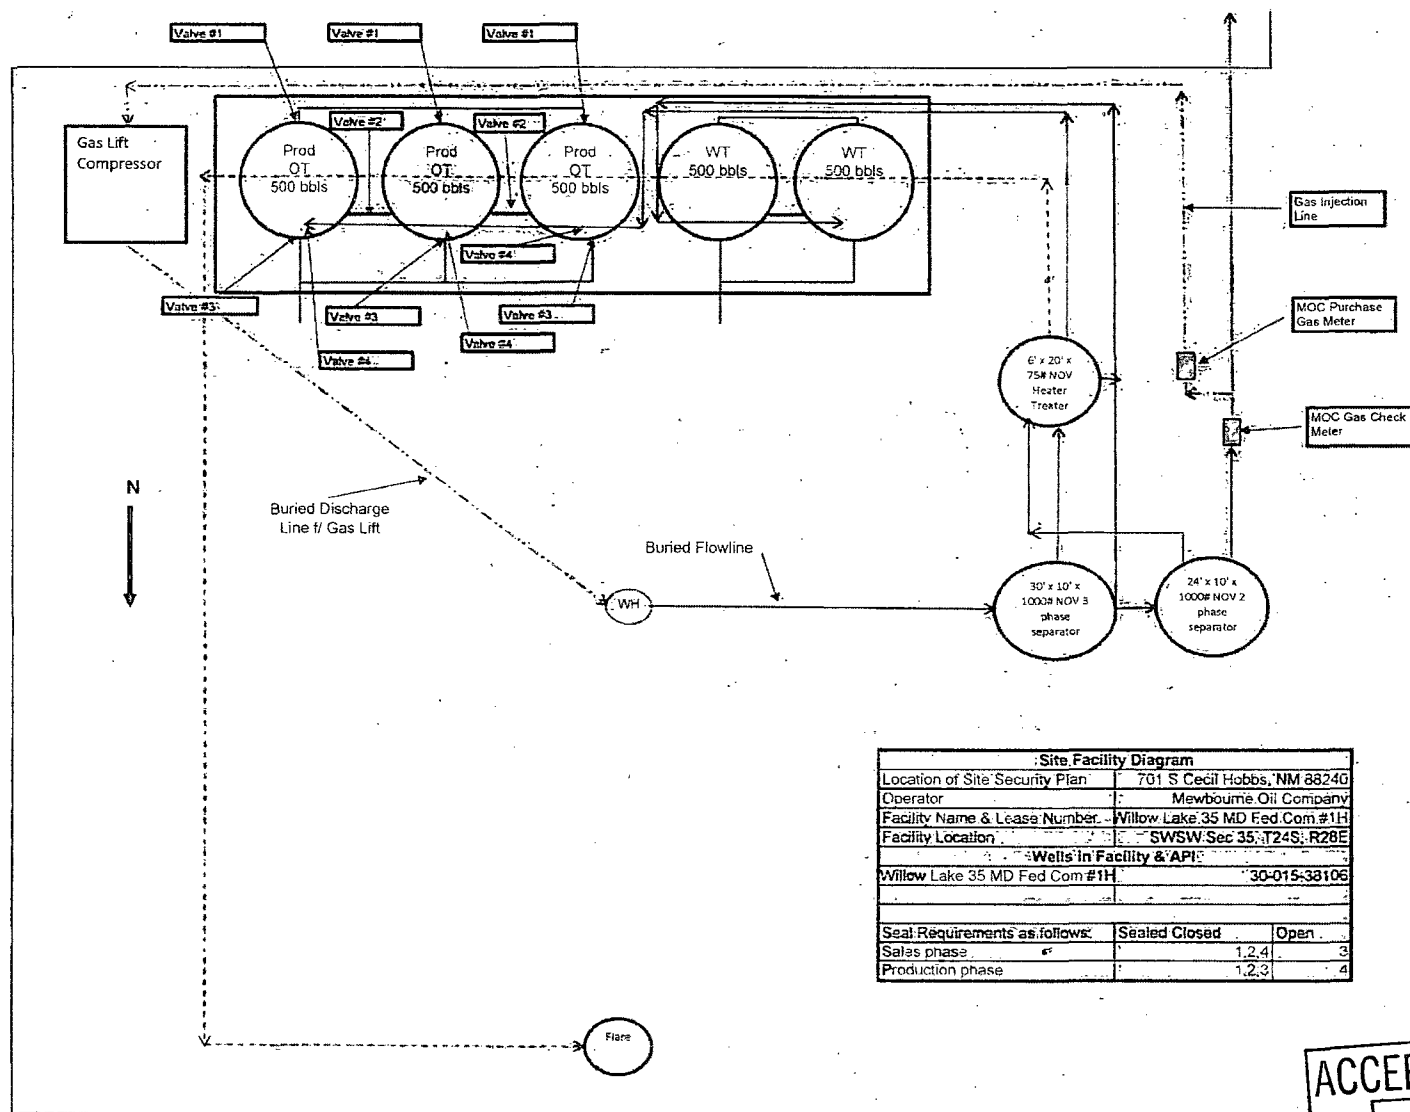 Valve #1
Valve #1
Valve #1
Gas Lift
Compressor
Prod
OT
500 bbls
Valve #2
Prod
OT
500 bbls
Valve #2
Prod
OT
500 bbls
WT
500 bbls
WT
500 bbls
Gas Injection
Line
Valve #4
Valve #3
Valve #3
Valve #3
Valve #4
Valve #4
MOC Purchase
Gas Meter
6' x 20' x
75# NOV
Heater
Treater
MOC Gas Check
Meter
N
Buried Discharge
Line f/ Gas Lift
Buried Flowline
WH
30' x 10' x
1000# NOV 3
phase
separator
24' x 10' x
1000# NOV 2
phase
separator
Site Facility Diagram
Location of Site Security Plan 701 S Cecil Hobbs, NM 88240
Operator Mewbourne Oil Company
Facility Name & Lease Number Willow Lake 35 MD Fed Com #1H
Facility Location SWSW Sec 35, T24S, R28E
Wells in Facility & API
Willow Lake 35 MD Fed Com #1H 30-015-38106
Seal Requirements as follows: Sealed Closed Open
Sales phase 1,2,4 3
Production phase 1,2,3 4
Flare